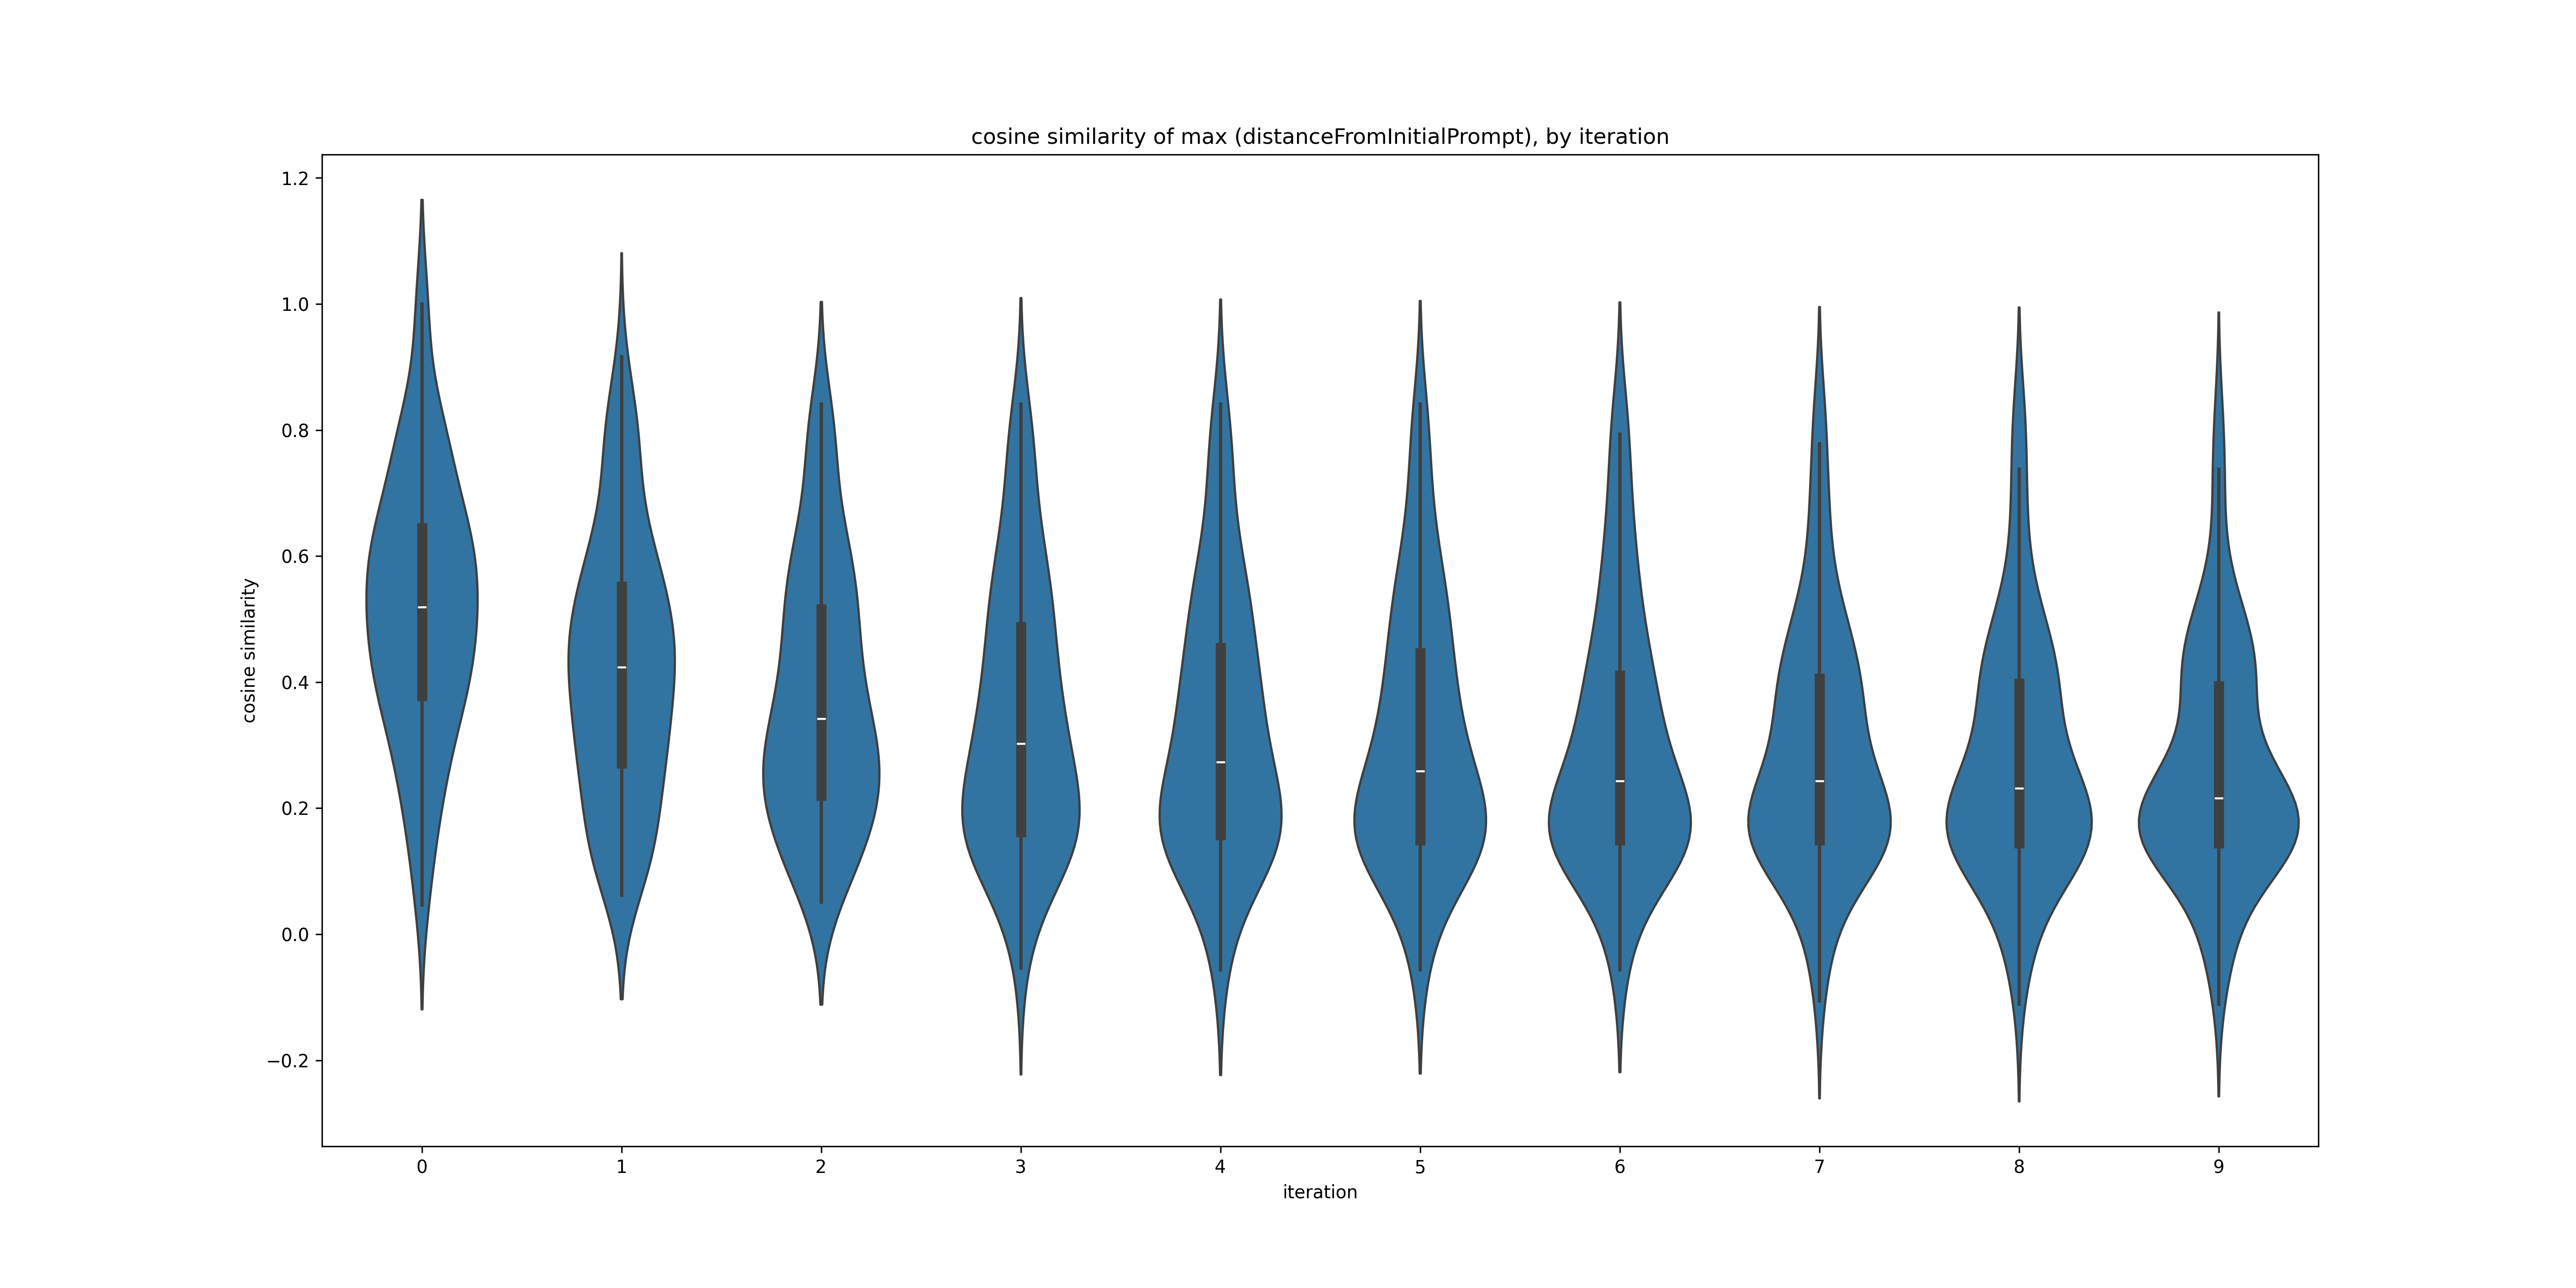 cosine similarity of max (distanceFromInitialPrompt), by iteration
1.2
1.0
0.8
0.6
0.4
0.2
0.0
−0.2
cosine similarity
0 1 2 3 4 5 6 7 8 9
iteration